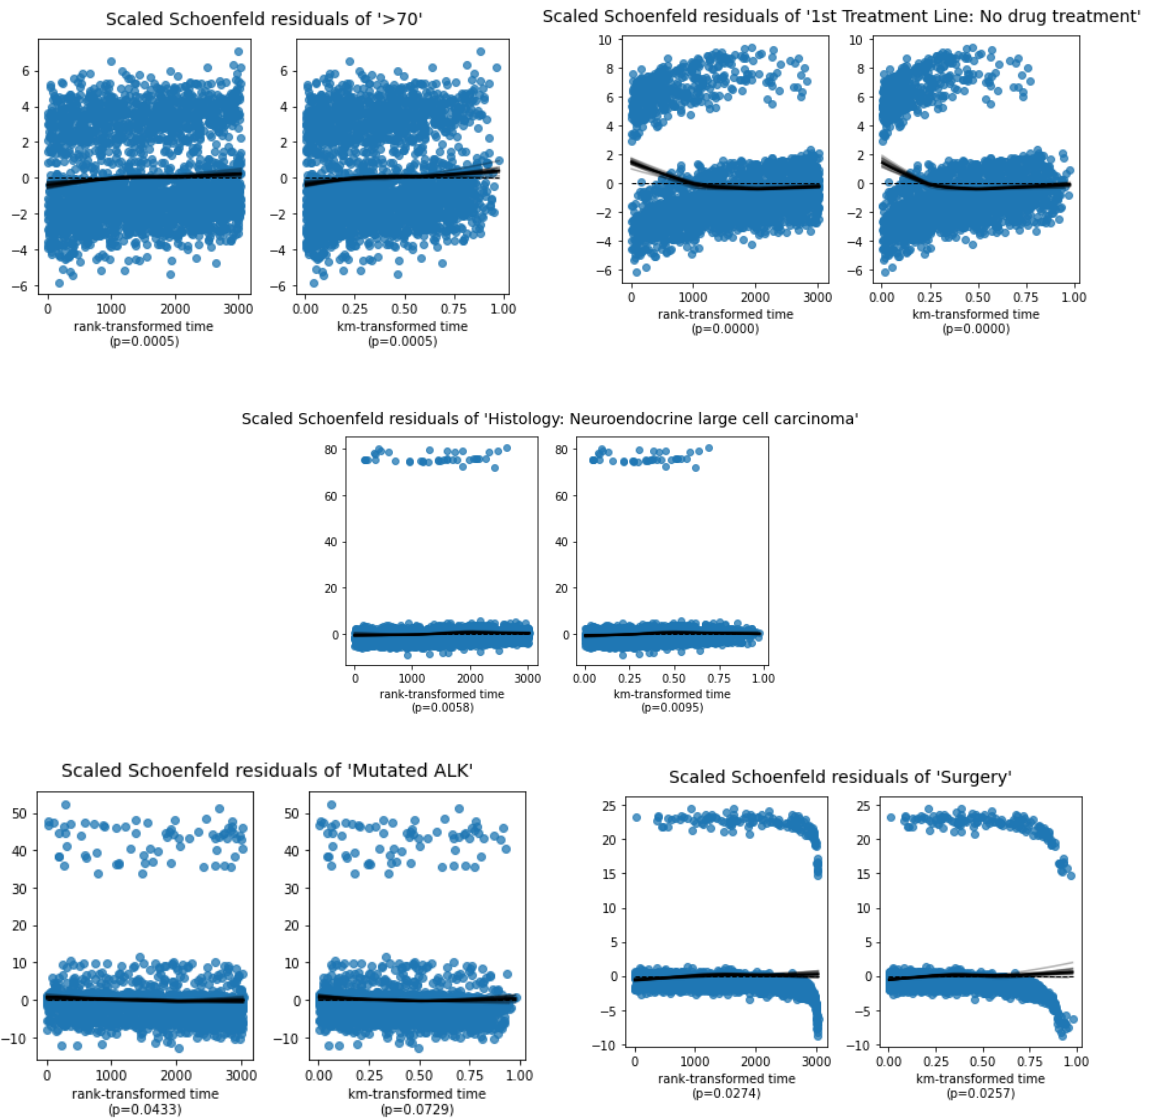 Scaled Schoenfeld residuals of '>70'
6
4
2
0
−2
−4
−6
0 1000 2000 3000
rank-transformed time
(p=0.0005)
6
4
2
0
−2
−4
−6
0.00 0.25 0.50 0.75 1.00
km-transformed time
(p=0.0005)
Scaled Schoenfeld residuals of '1st Treatment Line: No drug treatment'
10
8
6
4
2
0
−2
−4
−6
0 1000 2000 3000
rank-transformed time
(p=0.0000)
10
8
6
4
2
0
−2
−4
−6
0.00 0.25 0.50 0.75 1.00
km-transformed time
(p=0.0000)
Scaled Schoenfeld residuals of 'Histology: Neuroendocrine large cell carcinoma'
80
60
40
20
0
0 1000 2000 3000
rank-transformed time
(p=0.0058)
80
60
40
20
0
0.00 0.25 0.50 0.75 1.00
km-transformed time
(p=0.0095)
Scaled Schoenfeld residuals of 'Mutated ALK'
50
40
30
20
10
0
−10
0 1000 2000 3000
rank-transformed time
(p=0.0433)
50
40
30
20
10
0
−10
0.00 0.25 0.50 0.75 1.00
km-transformed time
(p=0.0729)
Scaled Schoenfeld residuals of 'Surgery'
25
20
15
10
5
0
−5
−10
0 1000 2000 3000
rank-transformed time
(p=0.0274)
25
20
15
10
5
0
−5
−10
0.00 0.25 0.50 0.75 1.00
km-transformed time
(p=0.0257)